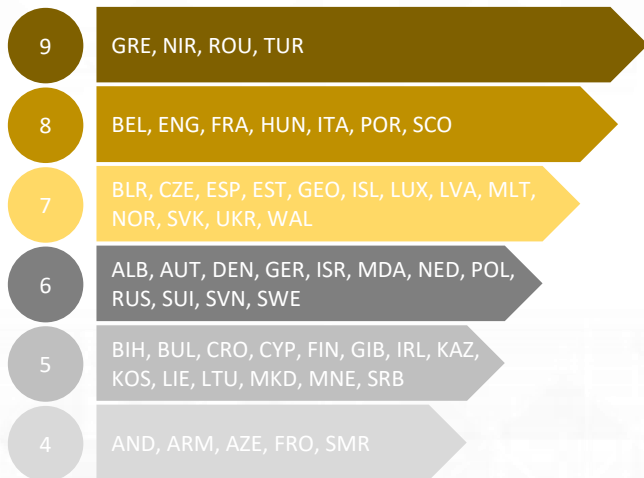 9
GRE, NIR, ROU, TUR
8
BEL, ENG, FRA, HUN, ITA, POR, SCO
7
BLR, CZE, ESP, EST, GEO, ISL, LUX, LVA, MLT,
NOR, SVK, UKR, WAL
6
ALB, AUT, DEN, GER, ISR, MDA, NED, POL,
RUS, SUI, SVN, SWE
5
BIH, BUL, CRO, CYP, FIN, GIB, IRL, KAZ,
KOS, LIE, LTU, MKD, MNE, SRB
4
AND, ARM, AZE, FRO, SMR